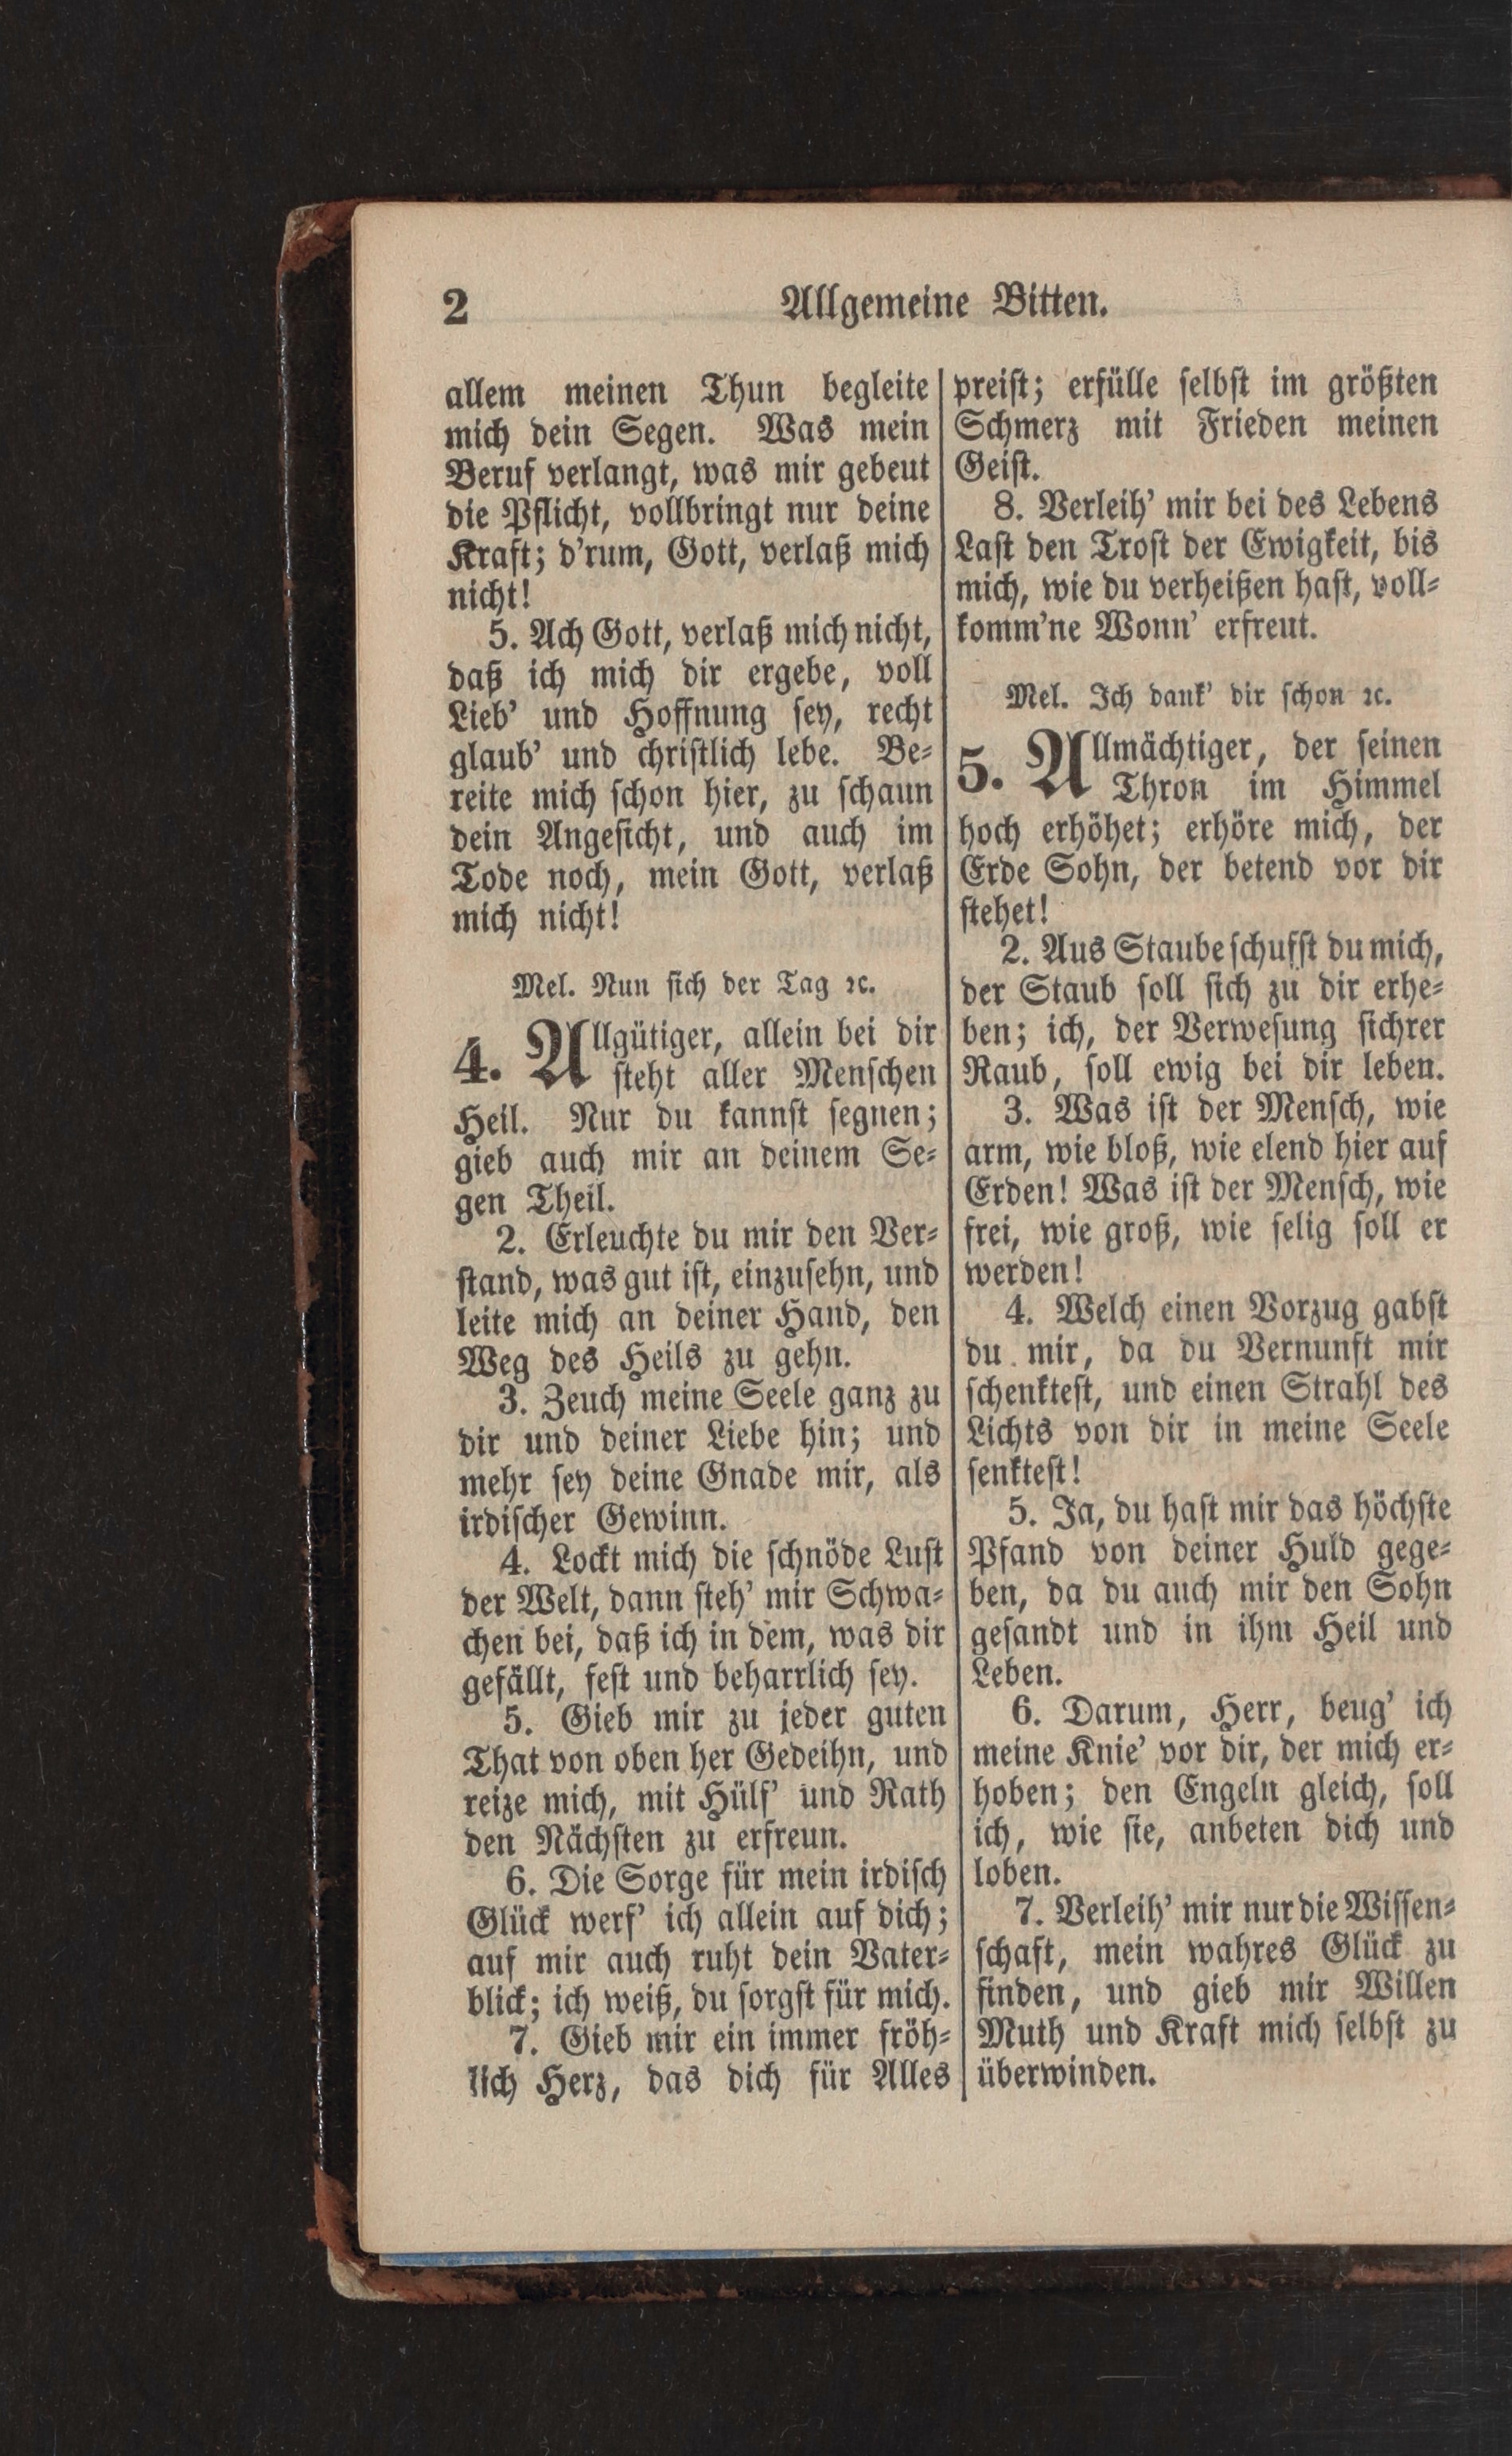 2
Allgemeine Bitten.
allem meinen Thun begleite
mich dein Segen. Was mein
Beruf verlangt, was mir gebeut
die Pflicht, vollbringt nur deine
Kraft; d'rum, Gott, verlaß mich
nicht!
5. Ach Gott, verlaß mich nicht,
daß ich mich dir ergebe, voll
Lieb' und Hoffnung sey, recht
glaub' und christlich lebe. Be-
reite mich schon hier, zu schaun
dein Angesicht, und auch im
Tode noch, mein Gott, verlaß
mich nicht!
Mel. Nun sich der Tag ꝛc.
4. Allgütiger, allein bei dir
steht aller Menschen
Heil. Nur du kannst segnen;
gieb auch mir an deinem Se-
gen Theil.
2. Erleuchte du mir den Ver-
stand, was gut ist, einzusehn, und
leite mich an deiner Hand, den
Weg des Heils zu gehn.
3. Zeuch meine Seele ganz zu
dir und deiner Liebe hin; und
mehr sey deine Gnade mir, als
irdischer Gewinn.
4. Lockt mich die schnöde Lust
der Welt, dann steh' mir Schwa-
chen bei, daß ich in dem, was dir
gefällt, fest und beharrlich sey.
5. Gieb mir zu jeder guten
That von oben her Gedeihn, und
reize mich, mit Hülf' und Rath
den Nächsten zu erfreun.
6. Die Sorge für mein irdisch
Glück werf' ich allein auf dich;
auf mir auch ruht dein Vater-
blick; ich weiß, du sorgst für mich.
7. Gieb mir ein immer fröh-
lich Herz, das dich für Alles
preist; erfülle selbst im größten
Schmerz mit Frieden meinen
Geist.
8. Verleih' mir bei des Lebens
Last den Trost der Ewigkeit, bis
mich, wie du verheißen hast, voll-
komm'ne Wonn' erfreut.
Mel. Ich dank' dir schon ꝛc.
5. Allmächtiger, der seinen
Thron im Himmel
hoch erhöhet; erhöre mich, der
Erde Sohn, der betend vor dir
stehet!
2. Aus Staube schufst du mich,
der Staub soll sich zu dir erhe-
ben; ich, der Verwesung sichrer
Raub, soll ewig bei dir leben.
3. Was ist der Mensch, wie
arm, wie bloß, wie elend hier auf
Erden! Was ist der Mensch, wie
frei, wie groß, wie selig soll er
werden!
4. Welch einen Vorzug gabst
du mir, da du Vernunft mir
schenktest, und einen Strahl des
Lichts von dir in meine Seele
senktest!
5. Ja, du hast mir das höchste
Pfand von deiner Huld gege-
ben, da du auch mir den Sohn
gesandt und in ihm Heil und
Leben.
6. Darum, Herr, beug' ich
meine Knie' vor dir, der mich er-
hoben; den Engeln gleich, soll
ich, wie sie, anbeten dich und
loben.
7. Verleih' mir nur die Wissen-
schaft, mein wahres Glück zu
finden, und gieb mir Willen
Muth und Kraft mich selbst zu
überwinden.